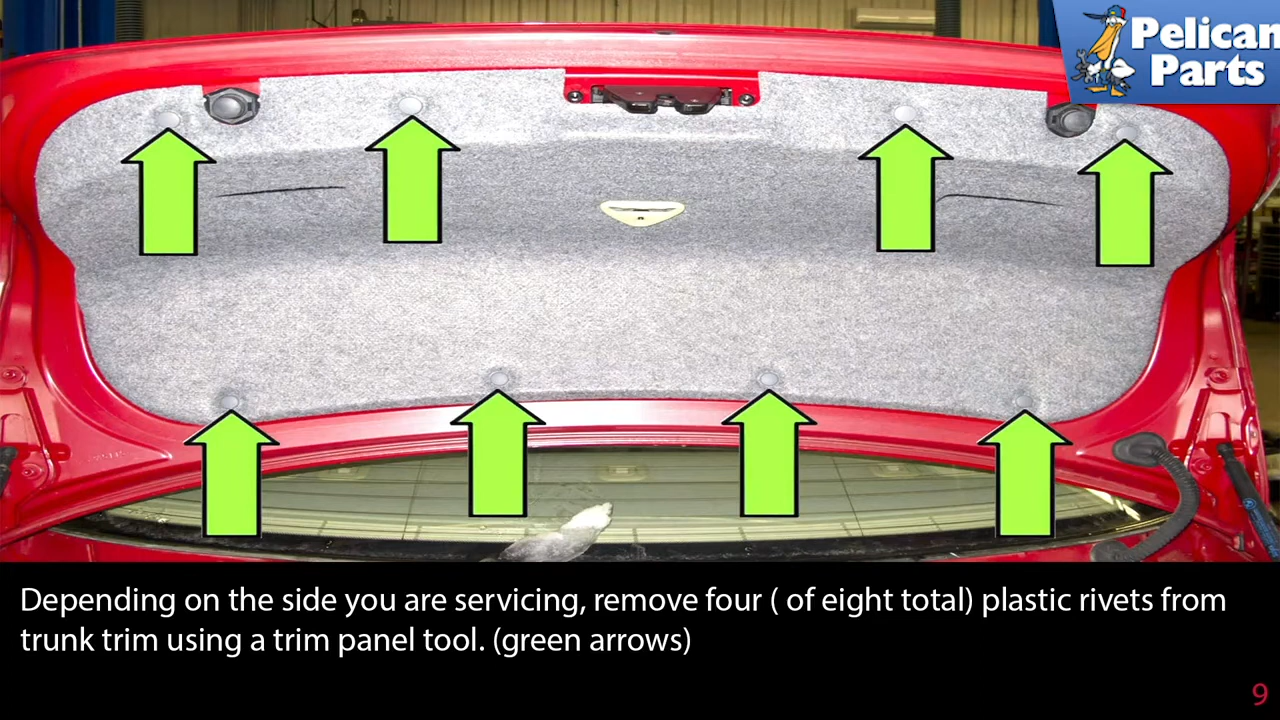 Pelican
Parts
Depending on the side you are servicing, remove four ( of eight total) plastic rivets from
trunk trim using a trim panel tool. (green arrows)
9